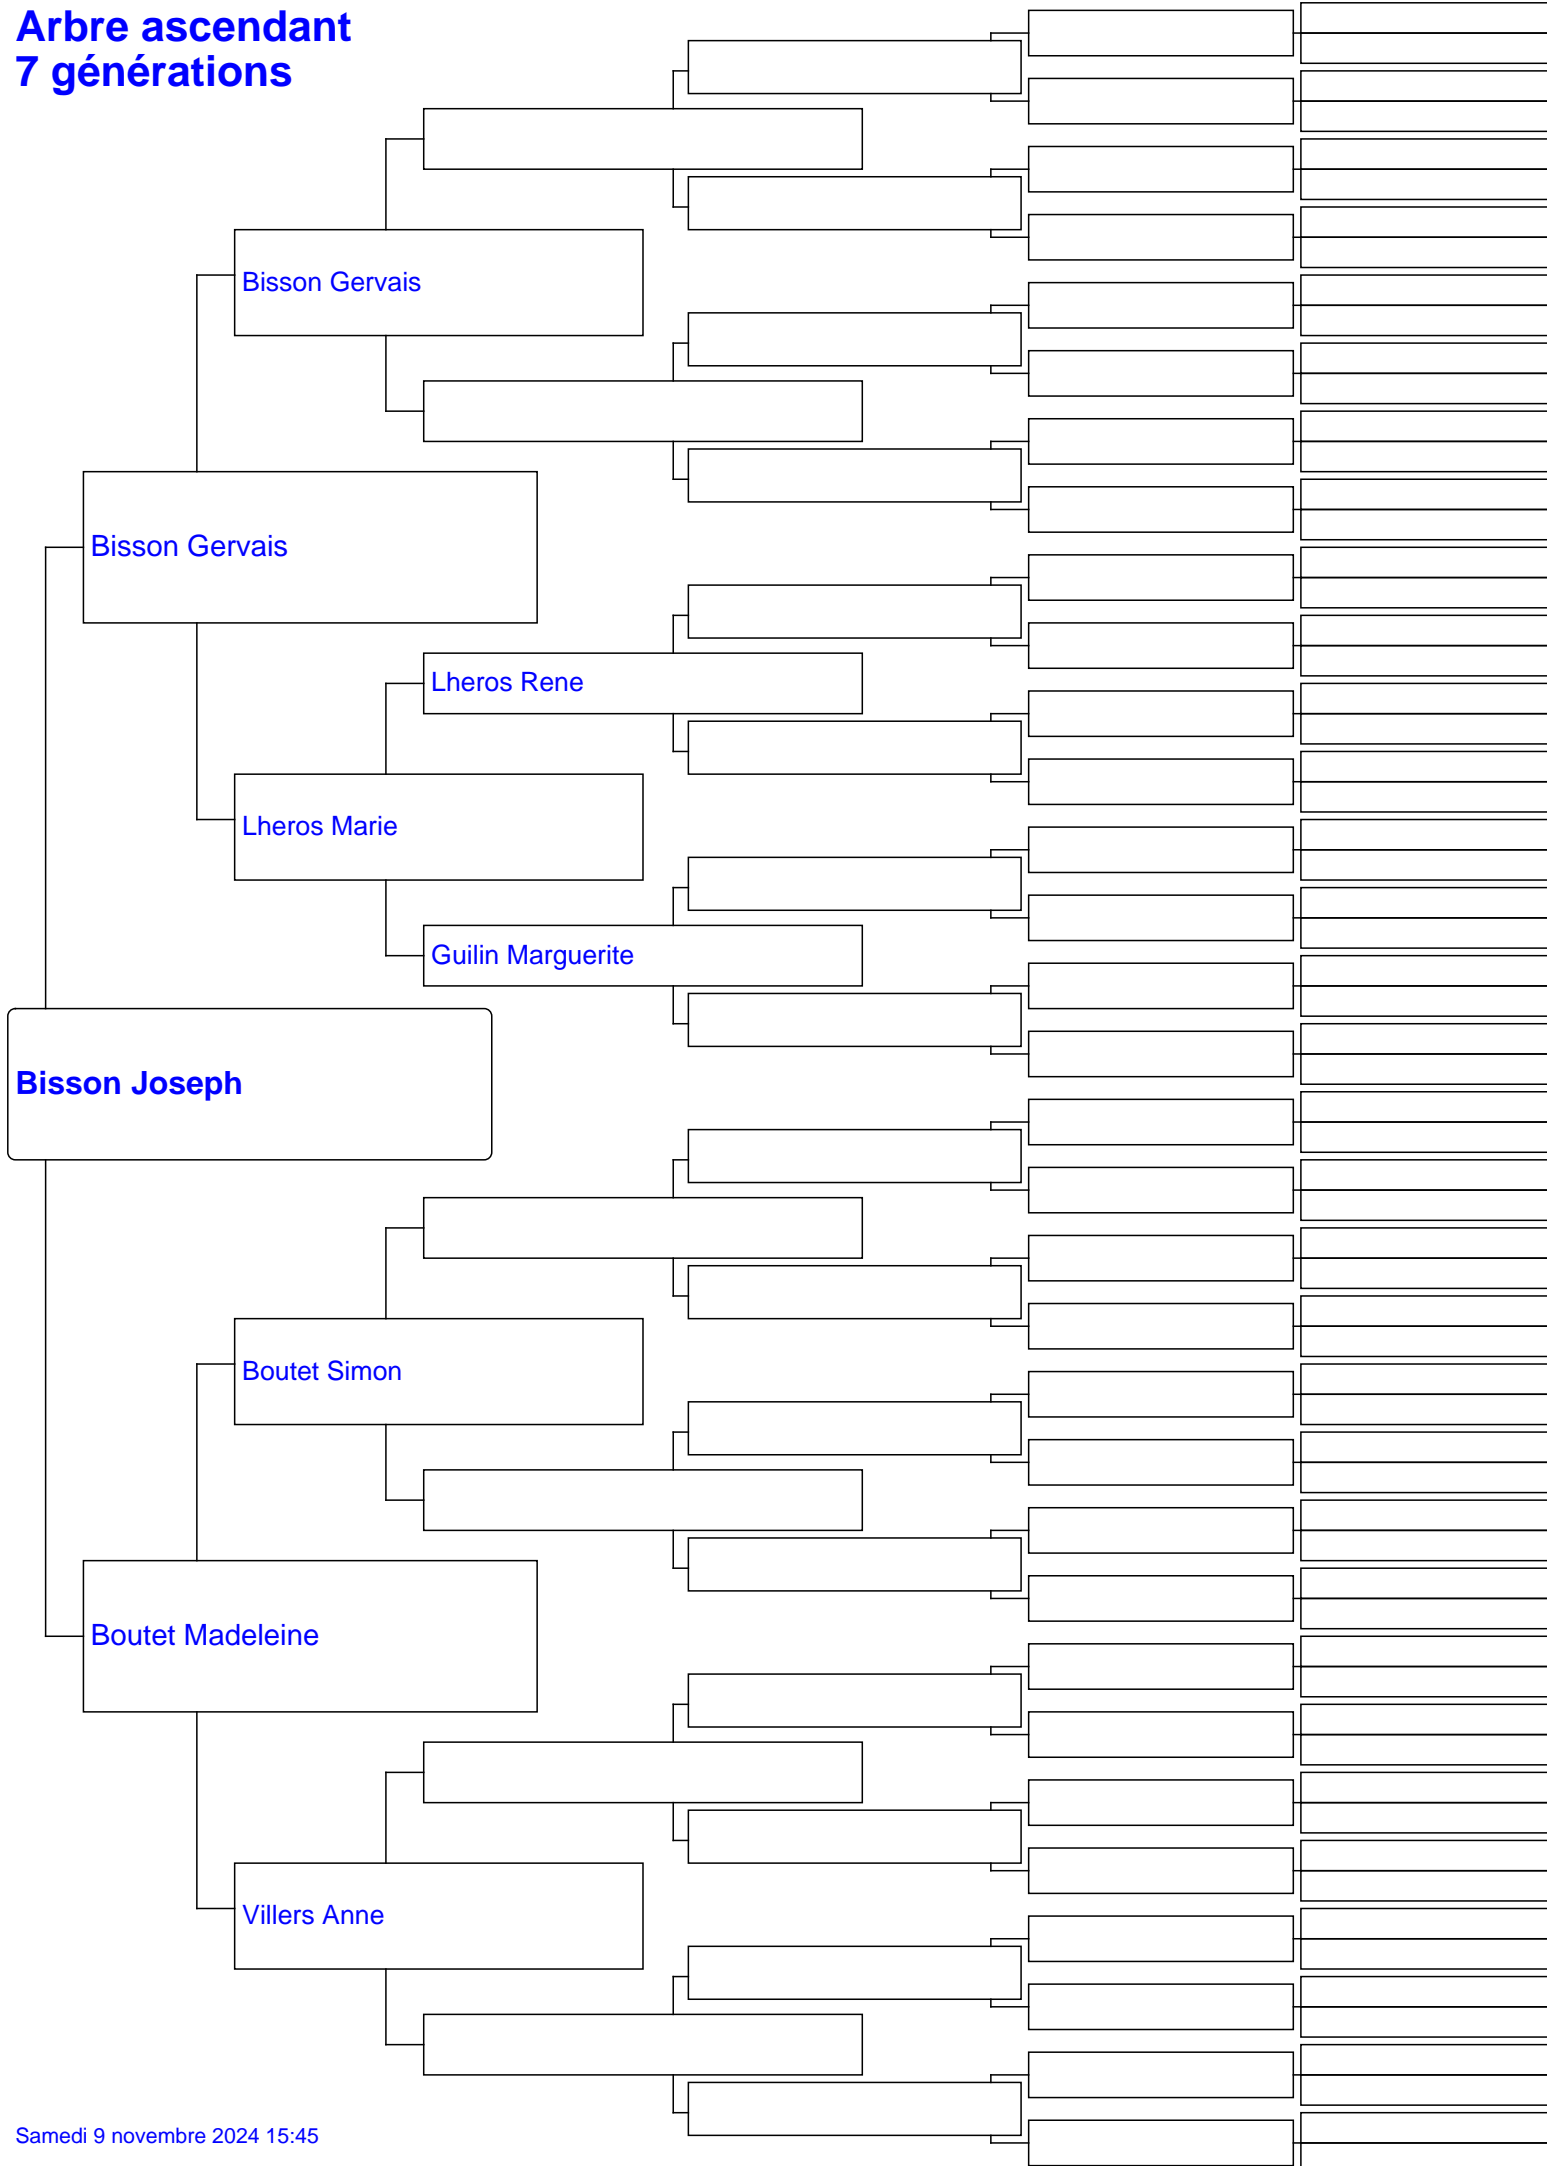 Arbre ascendant
7 générations
Bisson Gervais
Bisson Gervais
Lheros Rene
Lheros Marie
Guilin Marguerite
Bisson Joseph
Boutet Simon
Boutet Madeleine
Villers Anne
Samedi 9 novembre 2024 15:45